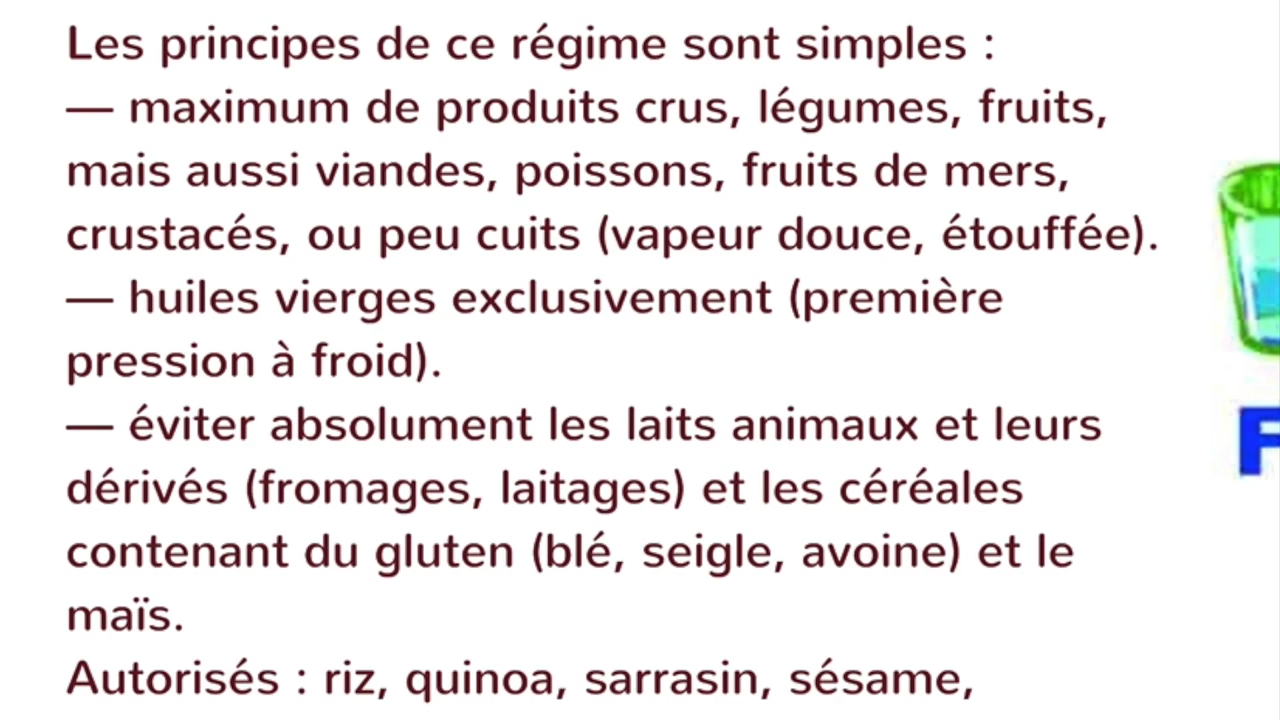 Les principes de ce régime sont simples :
— maximum de produits crus, légumes, fruits,
mais aussi viandes, poissons, fruits de mers,
crustacés, ou peu cuits (vapeur douce, étouffée).
— huiles vierges exclusivement (première
pression à froid).
— éviter absolument les laits animaux et leurs
dérivés (fromages, laitages) et les céréales
contenant du gluten (blé, seigle, avoine) et le
maïs.
Autorisés : riz, quinoa, sarrasin, sésame,